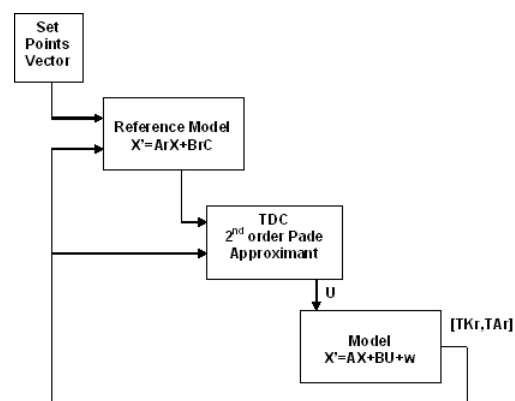 Set
Points
Vector
Reference Model
X'=ArX+BrC
TDC
2nd order Pade
Approximant
U
[TKr,TAr]
Model
X'=AX+BU+w